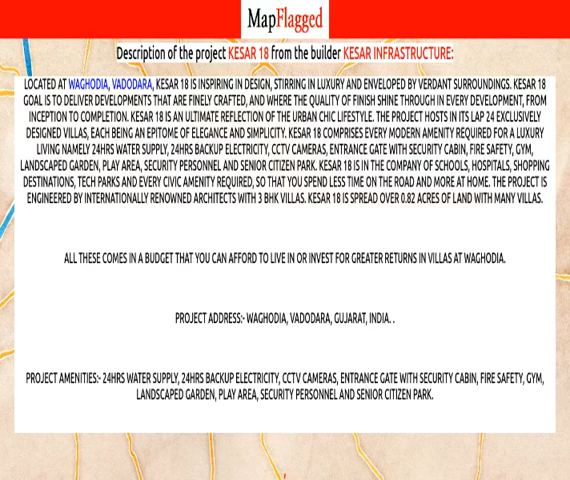 MapFlagged
Description of the project KESAR 18 from the builder KESAR INFRASTRUCTURE:
LOCATED AT WAGHODIA, VADODARA, KESAR 18 IS INSPIRING IN DESIGN, STIRRING IN LUXURY AND ENVELOPED BY VERDANT SURROUNDINGS. KESAR 18
GOAL IS TO DELIVER DEVELOPMENTS THAT ARE FINELY CRAFTED, AND WHERE THE QUALITY OF FINISH SHINE THROUGH IN EVERY DEVELOPMENT, FROM
INCEPTION TO COMPLETION. KESAR 18 IS AN ULTIMATE REFLECTION OF THE URBAN CHIC LIFESTYLE. THE PROJECT HOSTS IN ITS LAP 24 EXCLUSIVELY
DESIGNED VILLAS, EACH BEING AN EPITOME OF ELEGANCE AND SIMPLICITY. KESAR 18 COMPRISES EVERY MODERN AMENITY REQUIRED FOR A LUXURY
LIVING NAMELY 24HRS WATER SUPPLY, 24HRS BACKUP ELECTRICITY, CCTV CAMERAS, ENTRANCE GATE WITH SECURITY CABIN, FIRE SAFETY, GYM,
LANDSCAPED GARDEN, PLAY AREA, SECURITY PERSONNEL AND SENIOR CITIZEN PARK. KESAR 18 IS IN THE COMPANY OF SCHOOLS, HOSPITALS, SHOPPING
DESTINATIONS, TECH PARKS AND EVERY CIVIC AMENITY REQUIRED, SO THAT YOU SPEND LESS TIME ON THE ROAD AND MORE AT HOME. THE PROJECT IS
ENGINEERED BY INTERNATIONALLY RENOWNED ARCHITECTS WITH 3 BHK VILLAS. KESAR 18 IS SPREAD OVER 0.82 ACRES OF LAND WITH MANY VILLAS.
ALL THESE COMES IN A BUDGET THAT YOU CAN AFFORD TO LIVE IN OR INVEST FOR GREATER RETURNS IN VILLAS AT WAGHODIA.
PROJECT ADDRESS:- WAGHODIA, VADODARA, GUJARAT, INDIA. .
PROJECT AMENITIES:- 24HRS WATER SUPPLY, 24HRS BACKUP ELECTRICITY, CCTV CAMERAS, ENTRANCE GATE WITH SECURITY CABIN, FIRE SAFETY, GYM,
LANDSCAPED GARDEN, PLAY AREA, SECURITY PERSONNEL AND SENIOR CITIZEN PARK.
,